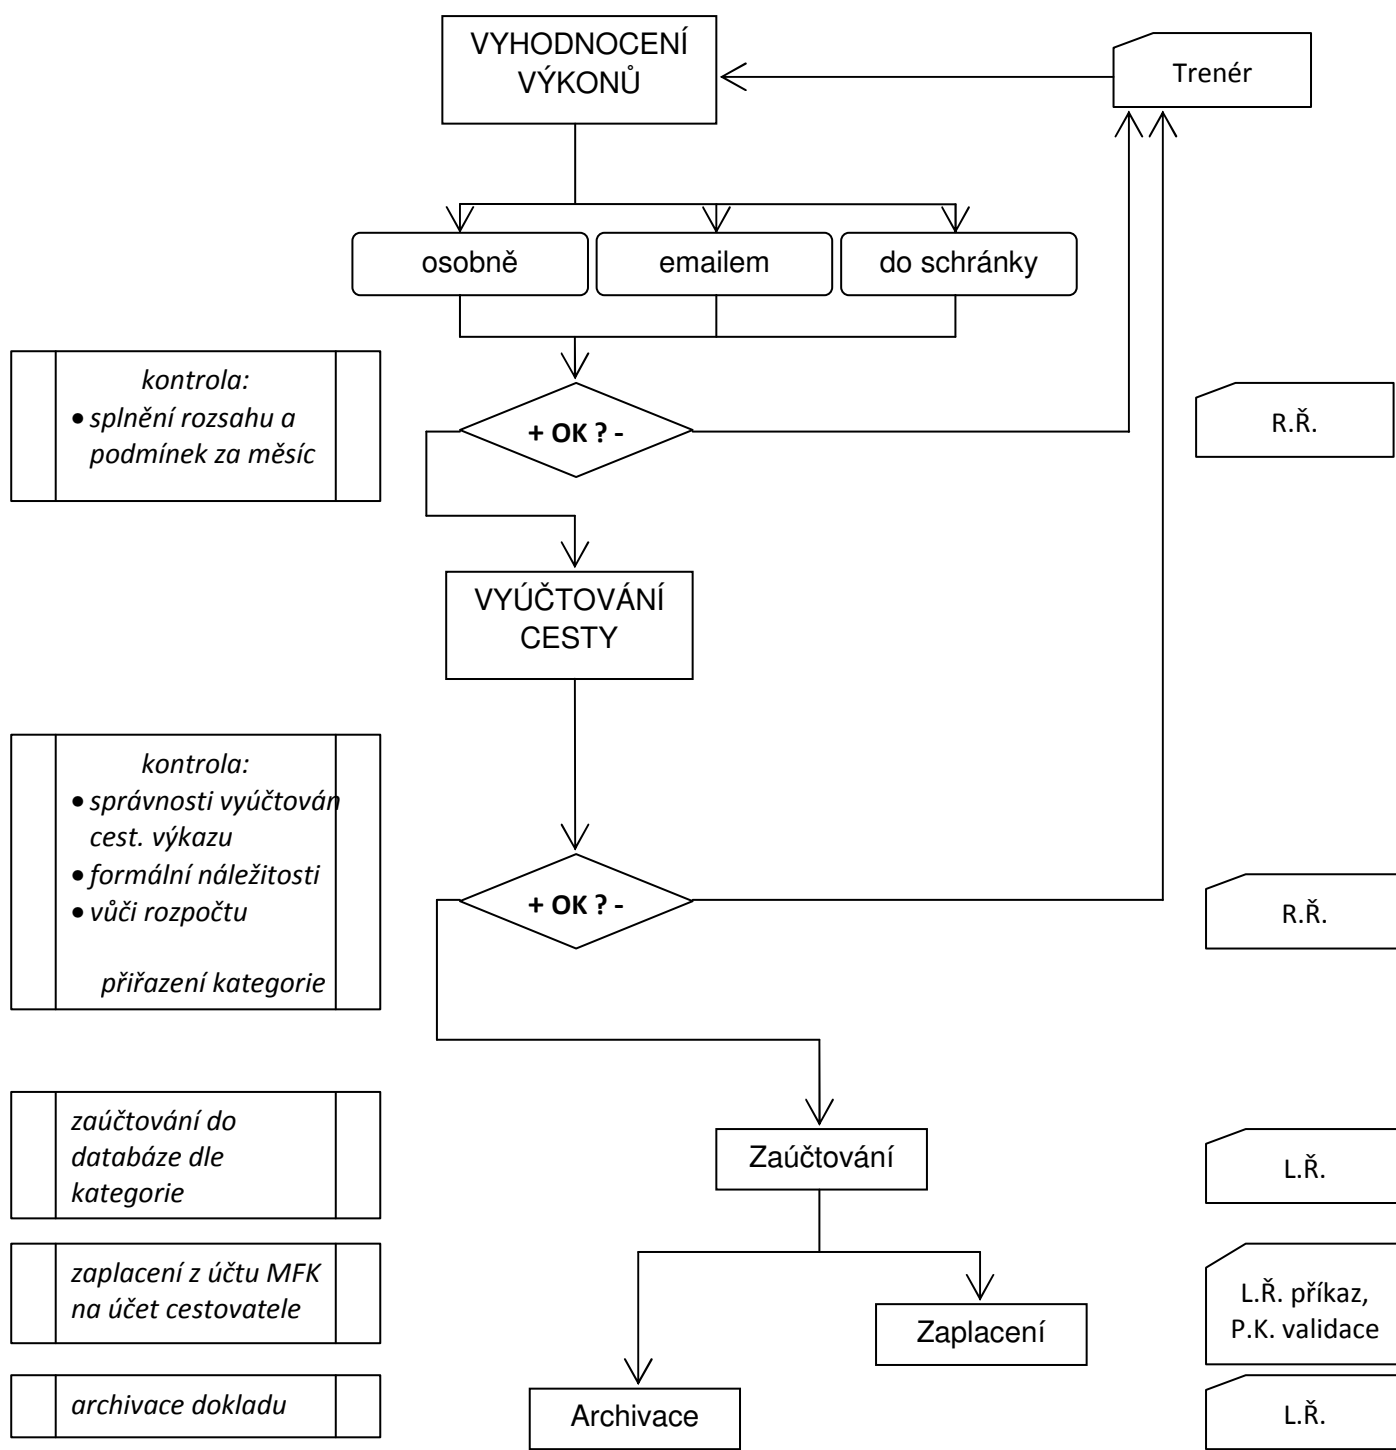 VYHODNOCENÍ
VÝKONŮ
Trenér
osobně
emailem
do schránky
kontrola:
• splnění rozsahu a
podmínek za měsíc
+ OK ? -
R.Ř.
VYÚČTOVÁNÍ
CESTY
kontrola:
• správnosti vyúčtován
cest. výkazu
• formální náležitosti
• vůči rozpočtu
přiřazení kategorie
+ OK ? -
R.Ř.
zaúčtování do
databáze dle
kategorie
Zaúčtování
L.Ř.
zaplacení z účtu MFK
na účet cestovatele
Zaplacení
L.Ř. příkaz,
P.K. validace
archivace dokladu
Archivace
L.Ř.